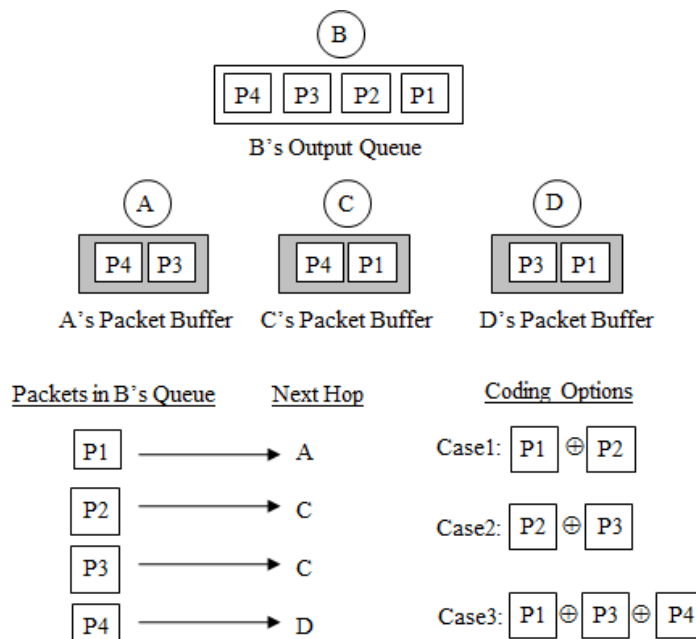 B
P4 P3 P2 P1
B's Output Queue
A C D
P4 P3 P4 P1 P3 P1
A's Packet Buffer C's Packet Buffer D's Packet Buffer
Packets in B's Queue Next Hop Coding Options
P1 A Case1: P1 ⊕ P2
P2 C Case2: P2 ⊕ P3
P3 C
P4 D Case3: P1 ⊕ P3 ⊕ P4